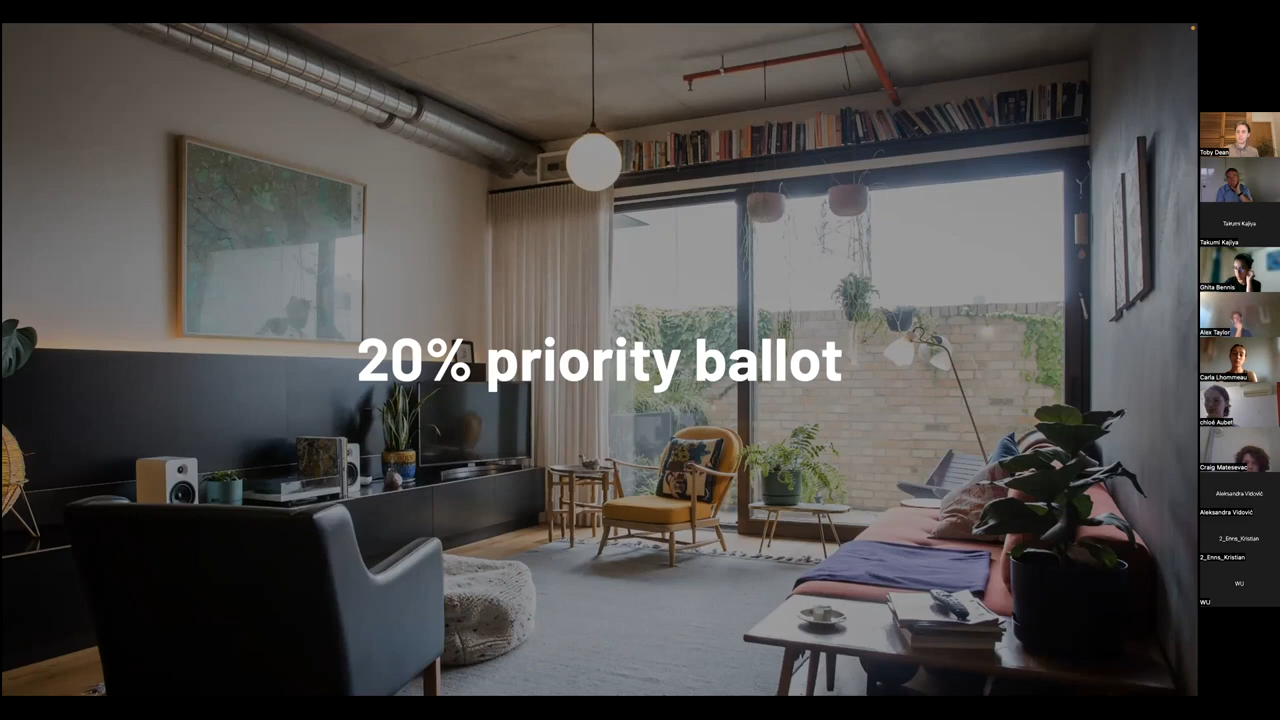 20% priority ballot
Toby Dean
Takumi Kajiya
Takumi Kajiya
Ghita Bennis
Alex Taylor
Carla Lhommeau
chloé Aubet
Craig Matesevac
Aleksandra Vidović
Aleksandra Vidović
2_Enns_Kristian
2_Enns_Kristian
WU
WU